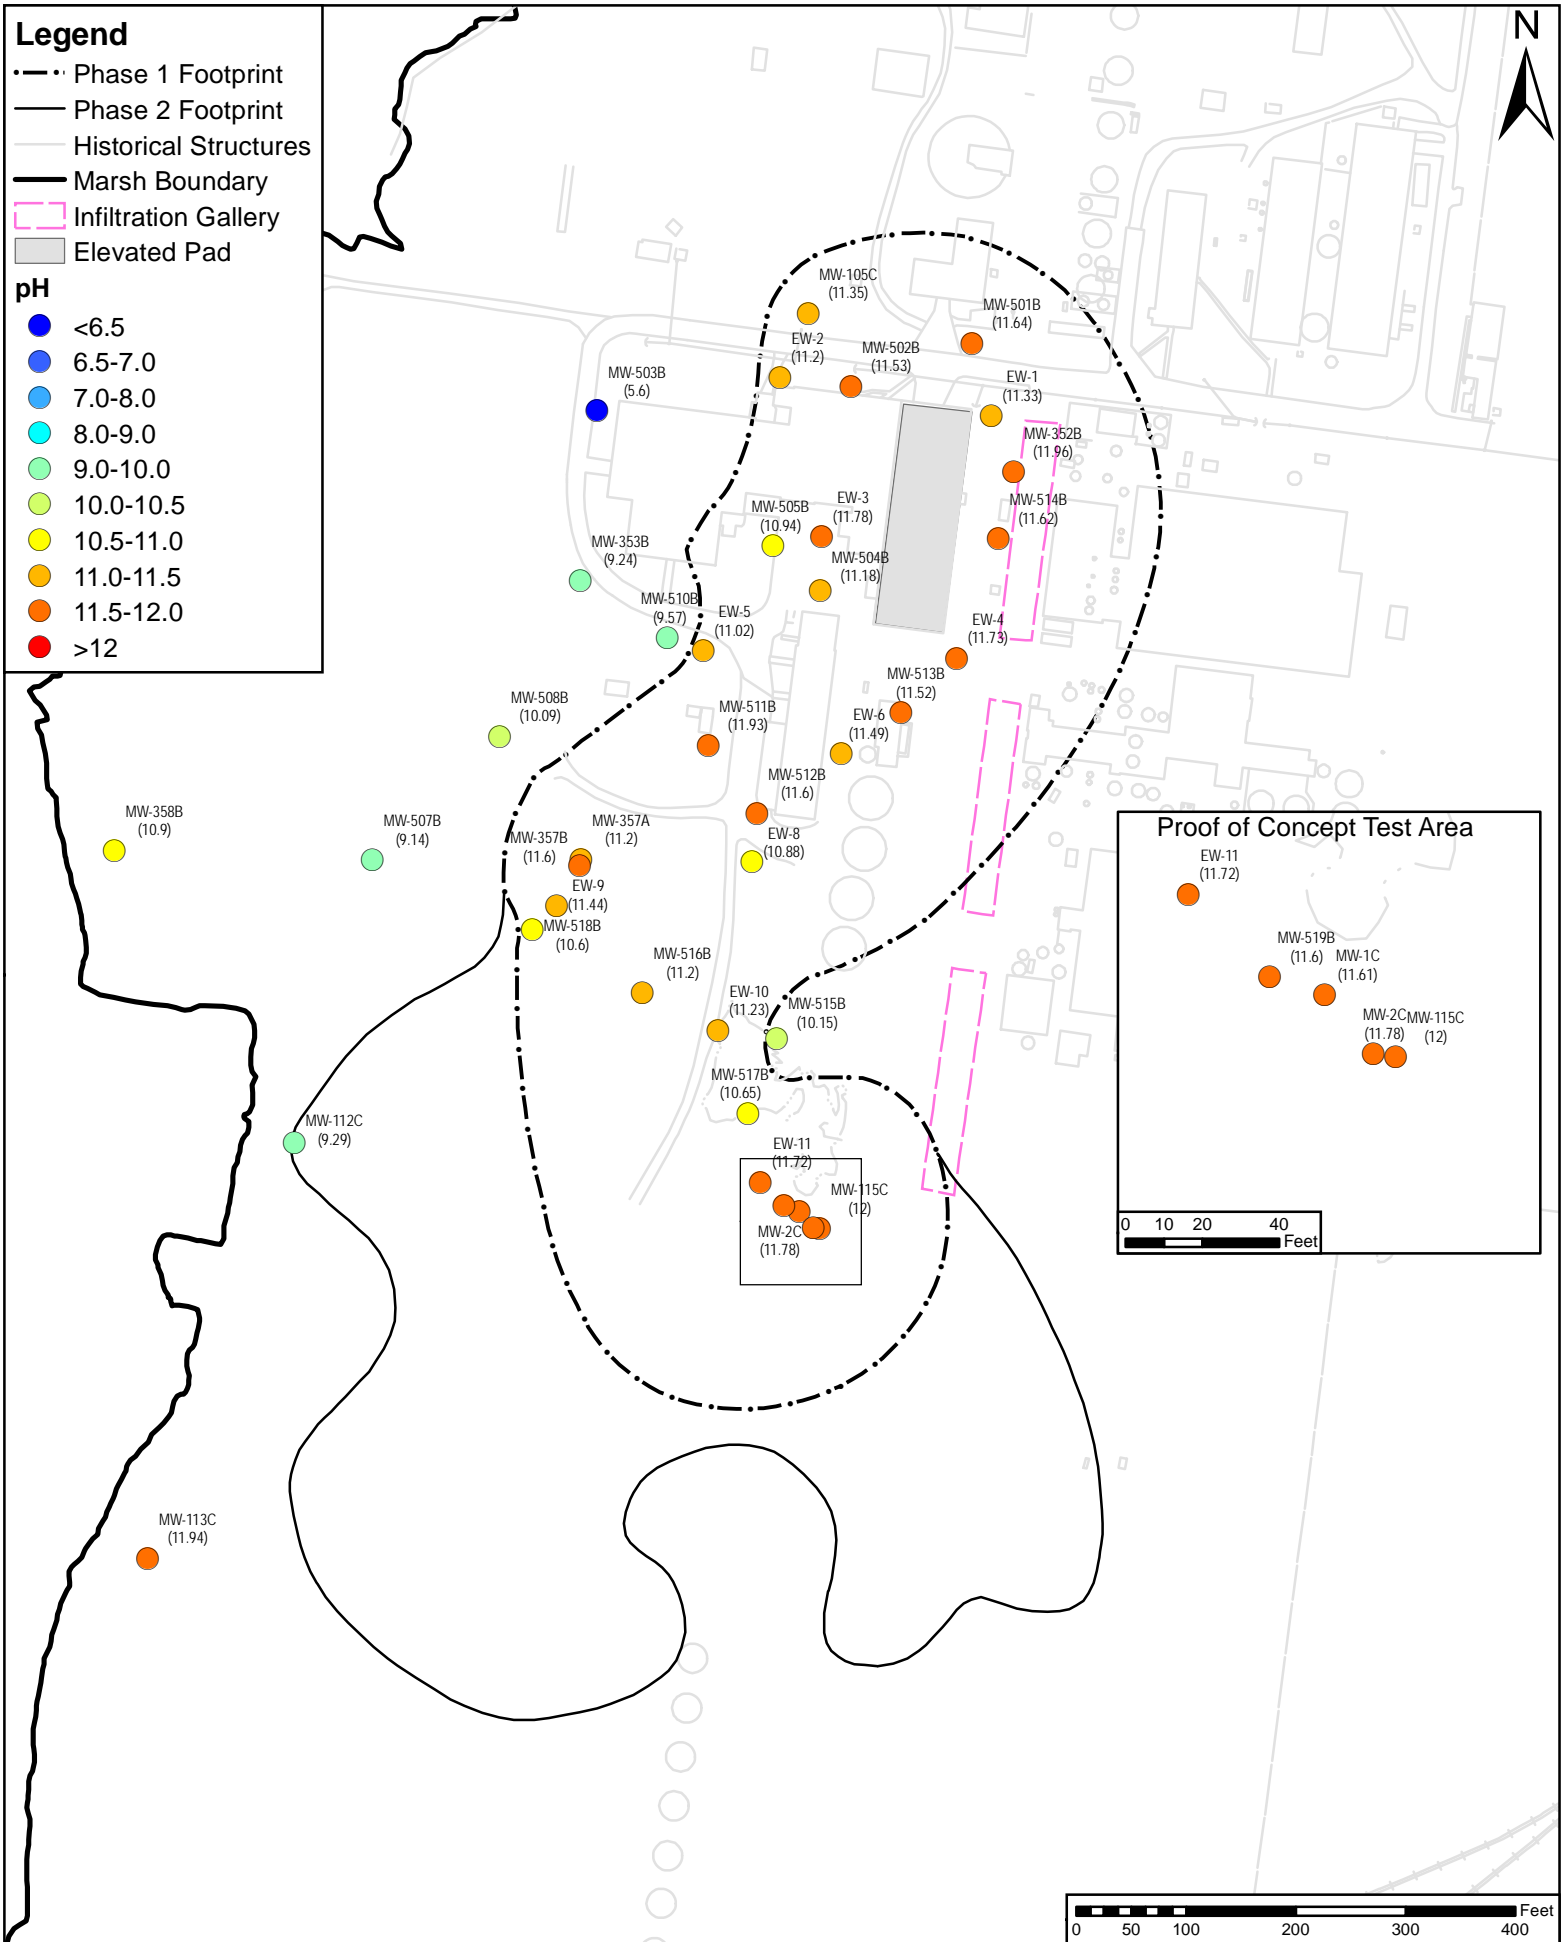 Legend
Phase 1 Footprint
Phase 2 Footprint
Historical Structures
Marsh Boundary
Infiltration Gallery
Elevated Pad
pH
<6.5
6.5-7.0
7.0-8.0
8.0-9.0
9.0-10.0
10.0-10.5
10.5-11.0
11.0-11.5
11.5-12.0
>12
N
MW-105C
(11.35)
MW-501B
(11.64)
EW-2
(11.2)
MW-502B
(11.53)
MW-503B
(5.6)
EW-1
(11.33)
MW-352B
(11.96)
EW-3
(11.78)
MW-505B
(10.94)
MW-514B
(11.62)
MW-353B
(9.24)
MW-504B
(11.18)
MW-510B
(9.57)
EW-5
(11.02)
EW-4
(11.73)
MW-513B
(11.52)
MW-508B
(10.09)
MW-511B
(11.93)
EW-6
(11.49)
MW-512B
(11.6)
MW-358B
(10.9)
MW-507B
(9.14)
MW-357B
(11.6)
MW-357A
(11.2)
EW-8
(10.88)
EW-9
(11.44)
MW-518B
(10.6)
MW-516B
(11.2)
EW-10
(11.23)
MW-515B
(10.15)
MW-517B
(10.65)
MW-112C
(9.29)
EW-11
(11.72)
MW-115C
(12)
MW-2C
(11.78)
MW-113C
(11.94)
Proof of Concept Test Area
EW-11
(11.72)
MW-519B
(11.6)
MW-1C
(11.61)
MW-2C
(11.78)
MW-115C
(12)
0 10 20 40
Feet
Feet
0 50 100 200 300 400